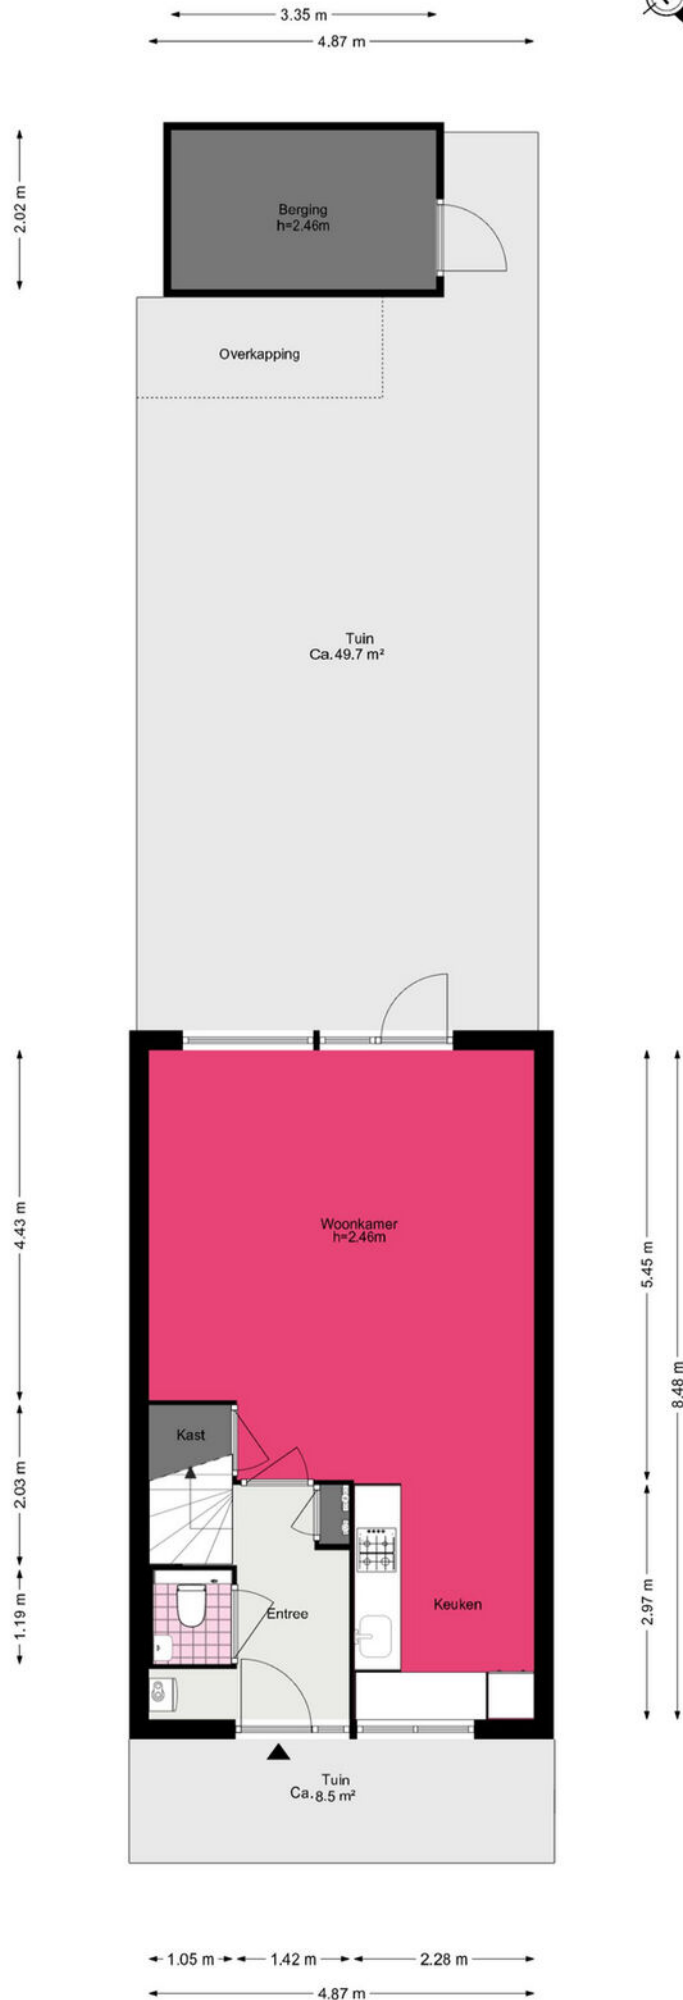 3.35 m
4.87 m
2.02 m
Berging
h=2.46m
Overkapping
Tuin
Ca. 49.7 m²
4.43 m
Woonkamer
h=2.46m
5.45 m
8.48 m
Kast
2.03 m
1.19 m
Entree
Keuken
2.97 m
Tuin
Ca. 8.5 m²
1.05 m
1.42 m
2.28 m
4.87 m